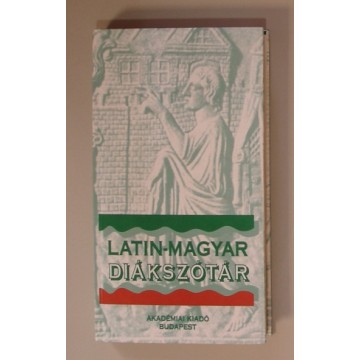 LATIN-MAGYAR
DIÁKSZÓTÁR
AKADÉMIAI KIADÓ
BUDAPEST